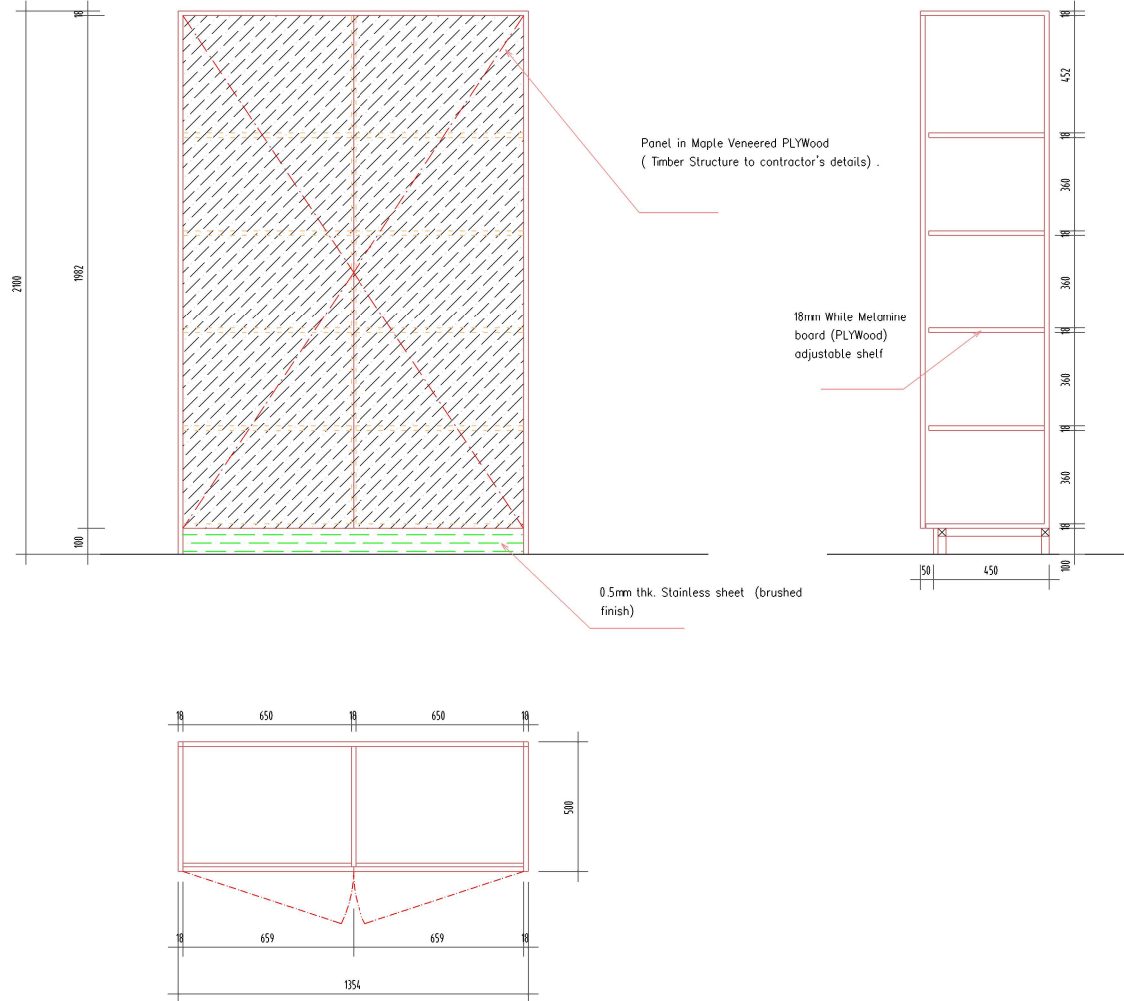 18
2100
1982
100
Panel in Maple Veneered PLYWood
( Timber Structure to contractor's details) .
18mm White Melamine
board (PLYWood)
adjustable shelf
0.5mm thk. Stainless sheet (brushed
finish)
18
452
18
360
18
360
18
360
18
360
18
100
50 450
18 650 18 650 18
500
18 659 659 18
1354